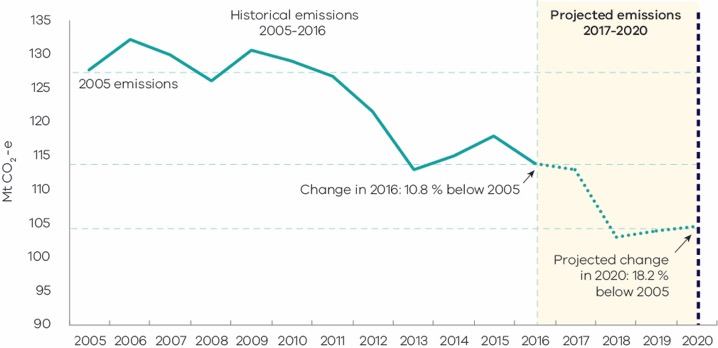 Historical emissions
2005-2016
Projected emissions
2017-2020
135
130
125
120
115
110
105
100
95
90
Mt CO₂-e
2005 emissions
Change in 2016: 10.8 % below 2005
Projected change
in 2020: 18.2 %
below 2005
2005 2006 2007 2008 2009 2010 2011 2012 2013 2014 2015 2016 2017 2018 2019 2020